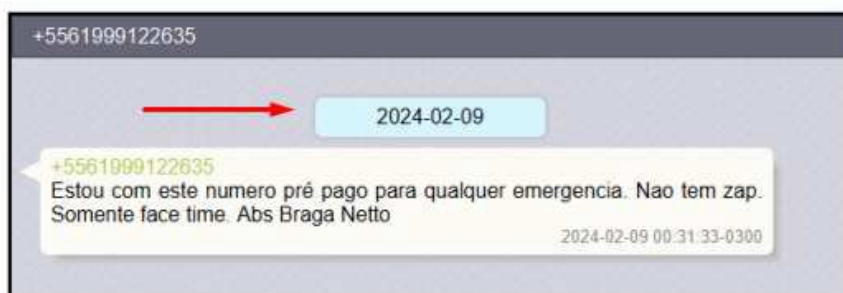 +5561999122635
2024-02-09
+5561999122635
Estou com este numero pré pago para qualquer emergencia. Nao tem zap.
Somente face time. Abs Braga Netto
2024-02-09 00:31:33-0300